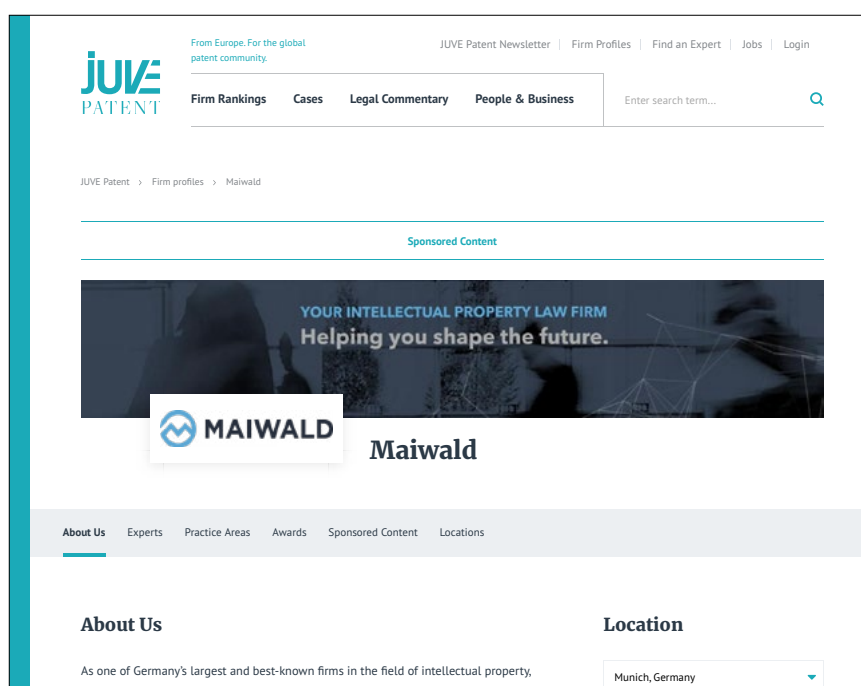 From Europe. For the global
patent community.
JUVE Patent Newsletter | Firm Profiles | Find an Expert | Jobs | Login
JUVE
PATENT
Firm Rankings Cases Legal Commentary People & Business
Enter search term...
JUVE Patent > Firm profiles > Maiwald
Sponsored Content
YOUR INTELLECTUAL PROPERTY LAW FIRM
Helping you shape the future.
MAIWALD
Maiwald
About Us Experts Practice Areas Awards Sponsored Content Locations
About Us
As one of Germany's largest and best-known firms in the field of intellectual property,
Location
Munich, Germany